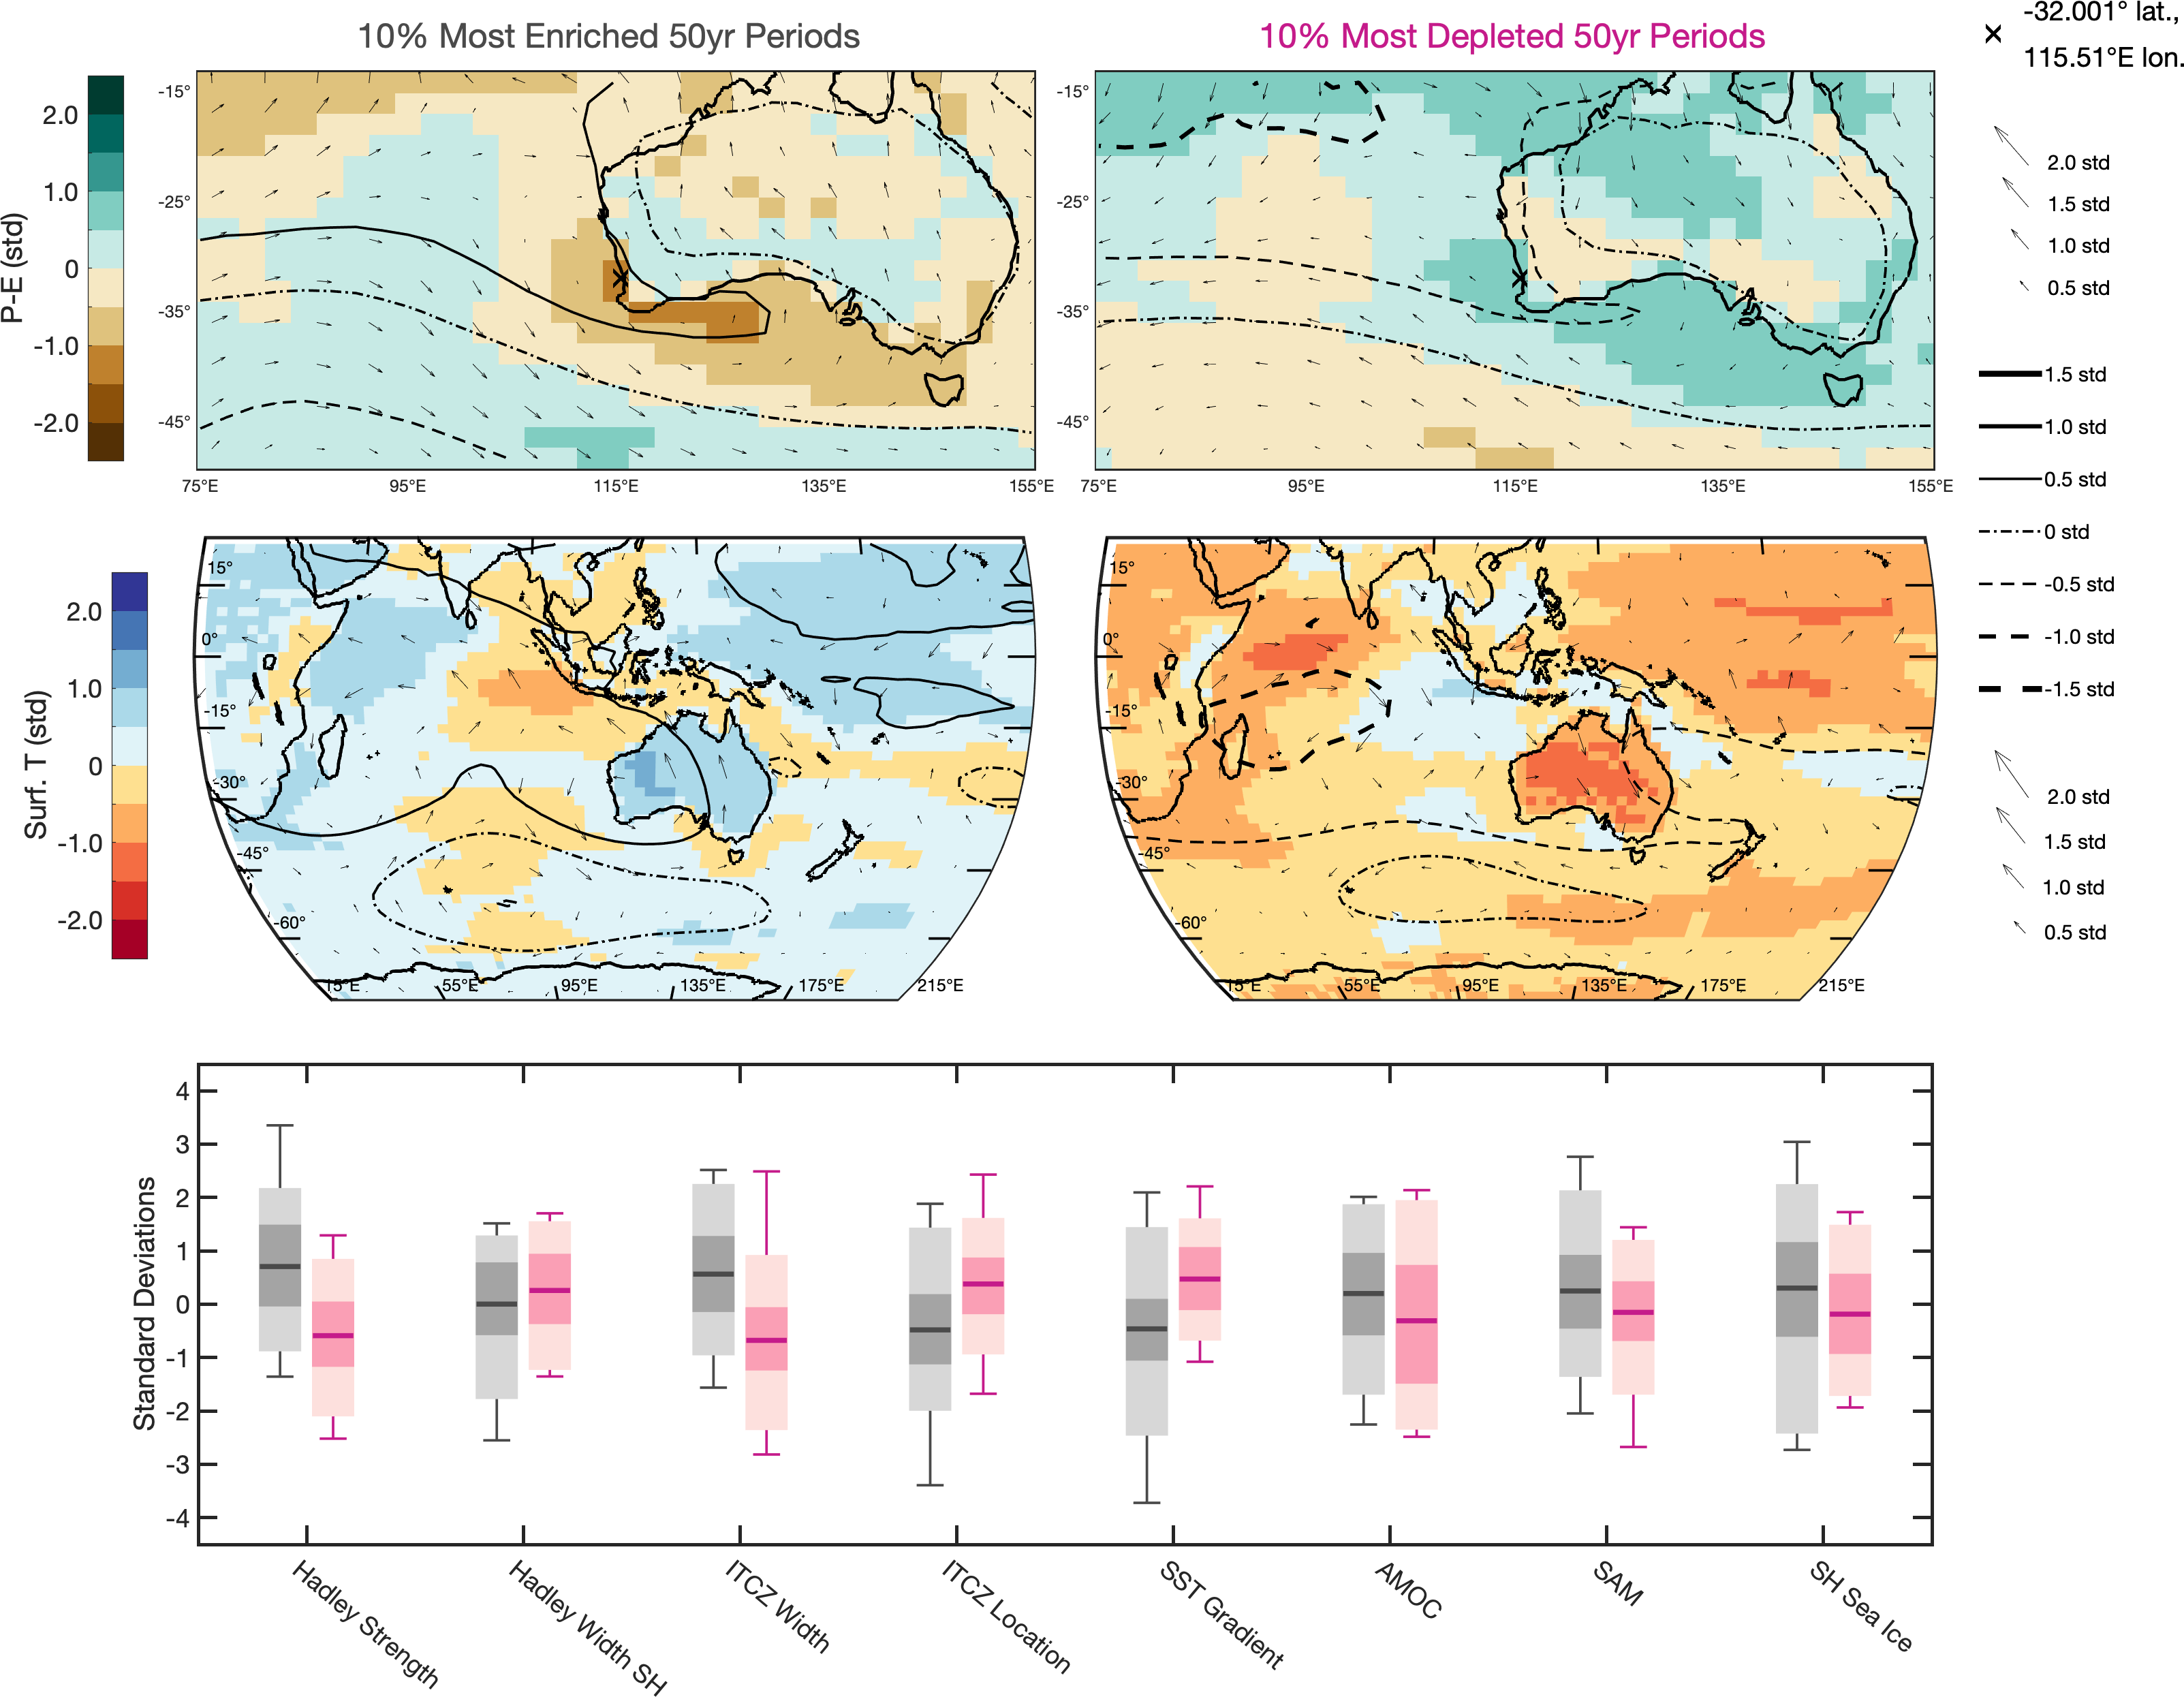 10% Most Enriched 50yr Periods
10% Most Depleted 50yr Periods
-32.001° lat.,
115.51°E lon.
P-E (std)
2.0
1.0
0
-1.0
-2.0
-15°
-25°
-35°
-45°
75°E 95°E 115°E 135°E 155°E
-15°
-25°
-35°
-45°
75°E 95°E 115°E 135°E 155°E
2.0 std
1.5 std
1.0 std
0.5 std
1.5 std
1.0 std
0.5 std
0 std
-0.5 std
-1.0 std
-1.5 std
Surf. T (std)
2.0
1.0
0
-1.0
-2.0
15°
0°
-15°
-30°
-45°
-60°
15°E 55°E 95°E 135°E 175°E 215°E
15°
0°
-15°
-30°
-45°
-60°
15°E 55°E 95°E 135°E 175°E 215°E
2.0 std
1.5 std
1.0 std
0.5 std
Standard Deviations
4
3
2
1
0
-1
-2
-3
-4
Hadley Strength
Hadley Width SH
ITCZ Width
ITCZ Location
SST Gradient
AMOC
SAM
SH Sea Ice